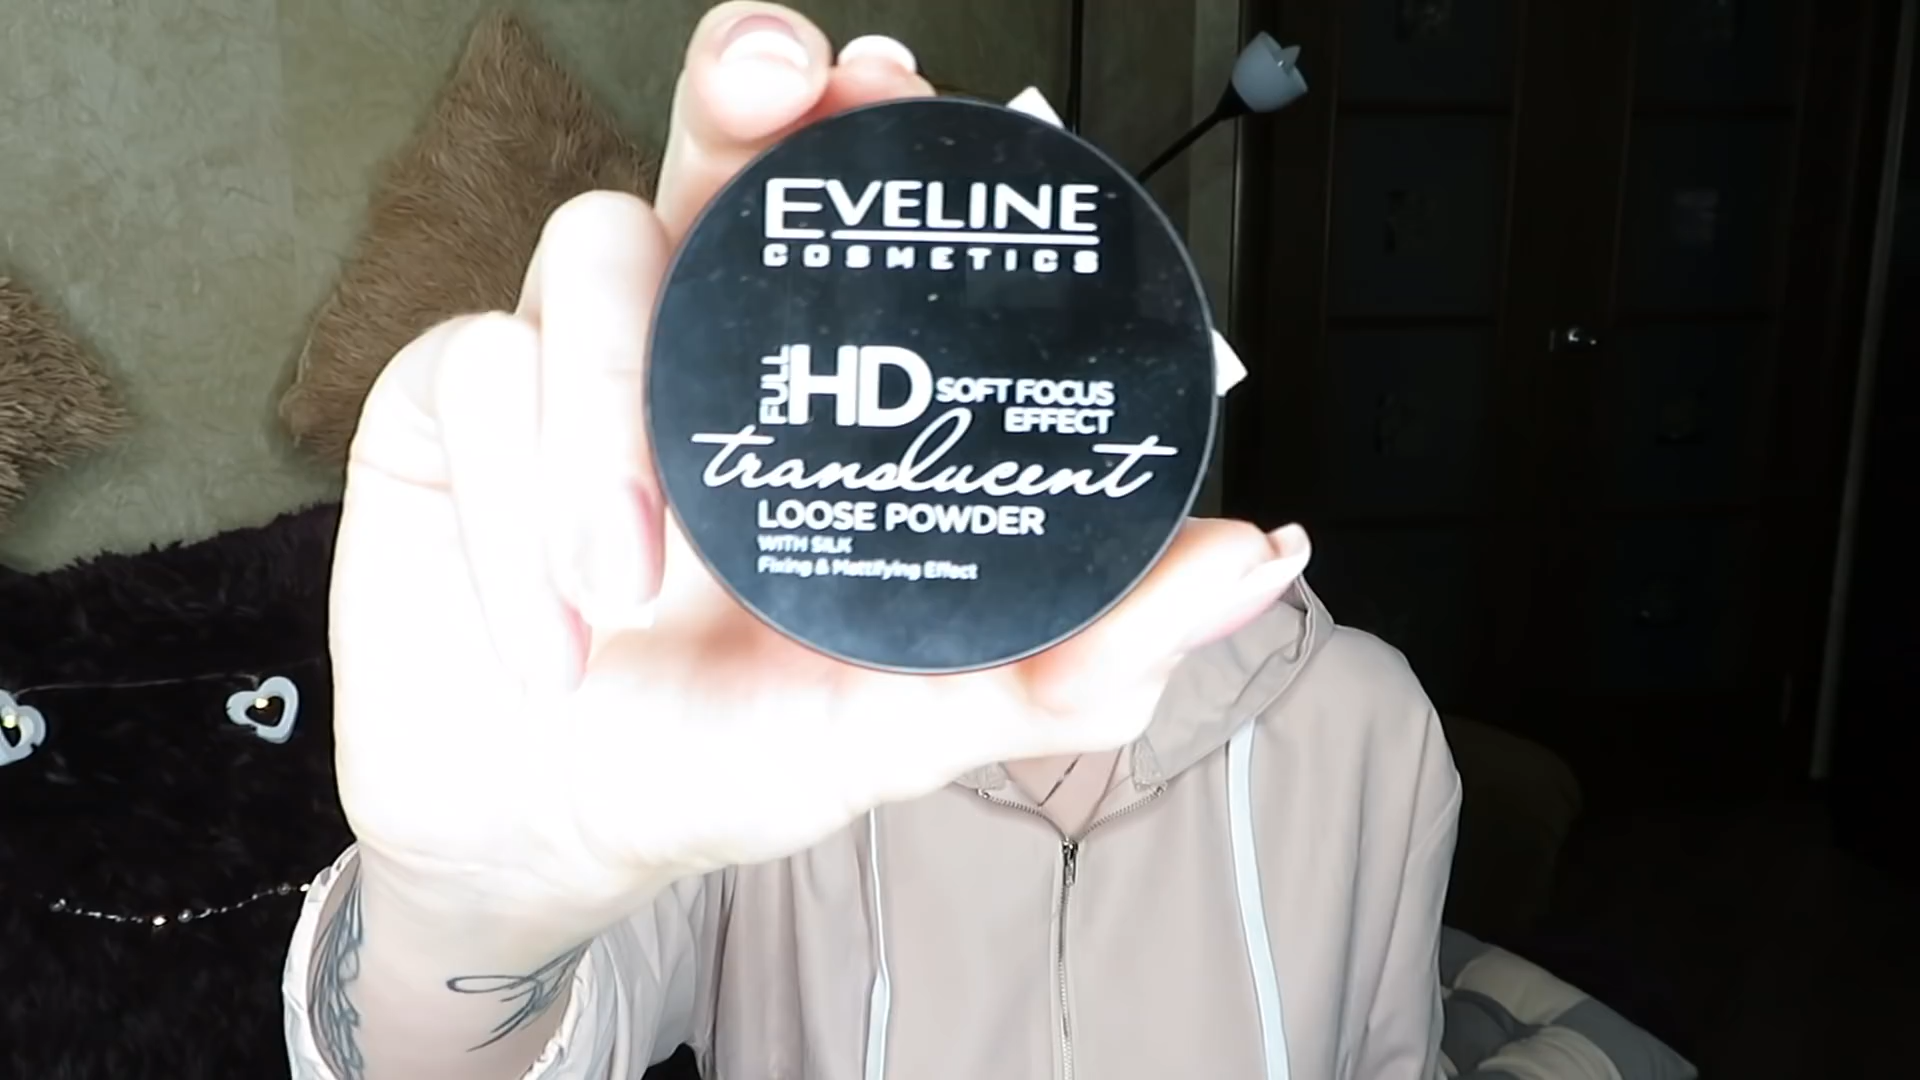 EVELINE
COSMETICS
FULL HD SOFT FOCUS
EFFECT
translucent
LOOSE POWDER
WITH SILK
Fixing & Mattifying Effect